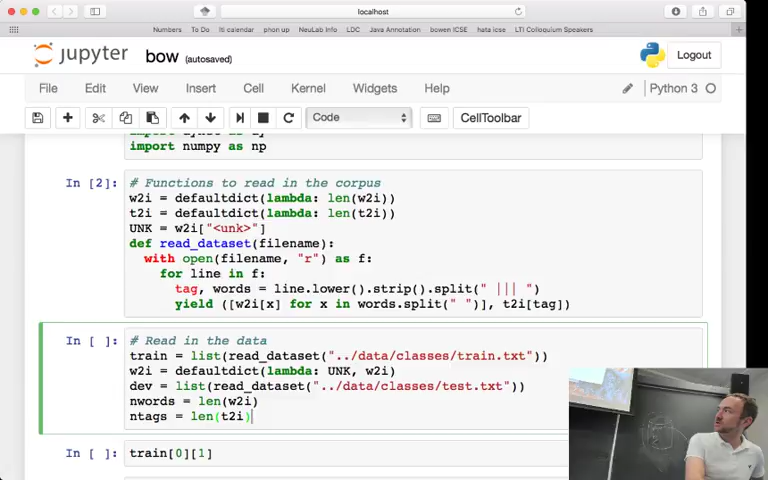 localhost
Numbers To Do lti calendar phon up NeuLab Info LDC Java Annotation bowen ICSE hata icse LTI Colloquium Speakers
jupyter bow (autosaved)
Logout
File Edit View Insert Cell Kernel Widgets Help
Python 3
Code
CellToolbar
import numpy as np
In [2]:
# Functions to read in the corpus
w2i = defaultdict(lambda: len(w2i))
t2i = defaultdict(lambda: len(t2i))
UNK = w2i["<unk>"]
def read_dataset(filename):
with open(filename, "r") as f:
for line in f:
tag, words = line.lower().strip().split(" ||| ")
yield ([w2i[x] for x in words.split(" ")], t2i[tag])
In [ ]:
# Read in the data
train = list(read_dataset("../data/classes/train.txt"))
w2i = defaultdict(lambda: UNK, w2i)
dev = list(read_dataset("../data/classes/test.txt"))
nwords = len(w2i)
ntags = len(t2i)
In [ ]:
train[0][1]